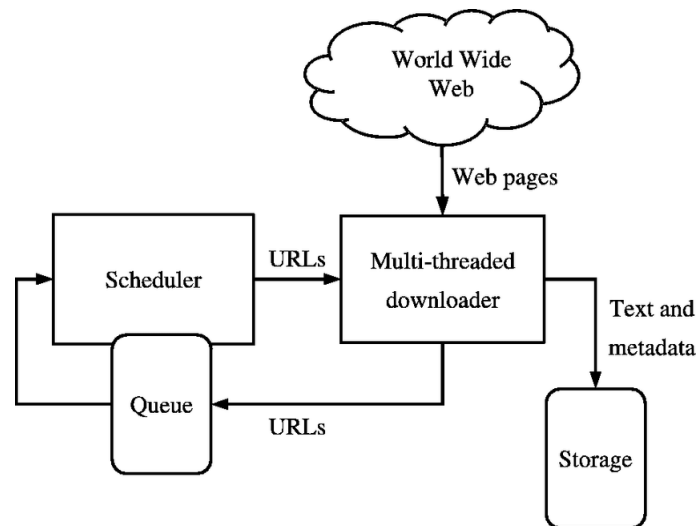 World Wide
Web
Web pages
Scheduler
URLs
Multi-threaded
downloader
Text and
metadata
Queue
URLs
Storage